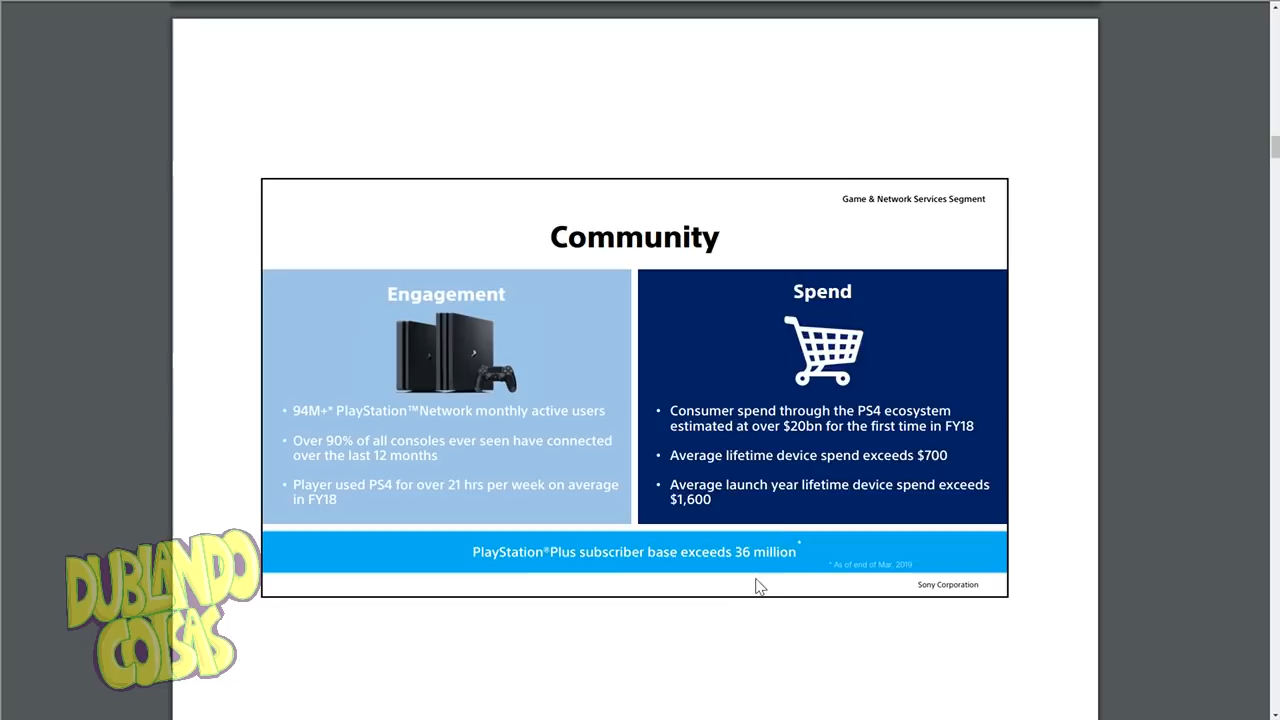 Game & Network Services Segment
Community
Engagement
• 94M+* PlayStation™Network monthly active users
• Over 90% of all consoles ever seen have connected
over the last 12 months
• Player used PS4 for over 21 hrs per week on average
in FY18
Spend
• Consumer spend through the PS4 ecosystem
estimated at over $20bn for the first time in FY18
• Average lifetime device spend exceeds $700
• Average launch year lifetime device spend exceeds
$1,600
PlayStation®Plus subscriber base exceeds 36 million*
* As of end of Mar. 2019
Sony Corporation
DUBLANDO
COISAS